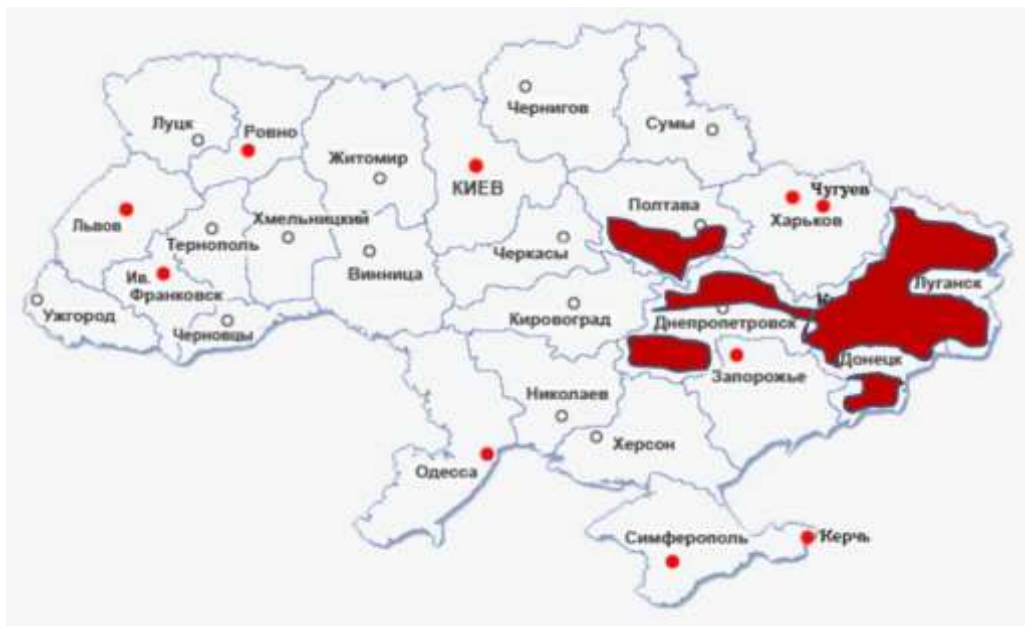 Чернигов
Луцк
Сумы
Ровно
Житомир
КИЕВ
Чугуев
Полтава
Харьков
Хмельницкий
Львов
Тернополь
Черкасы
Винница
Ив.
Франковск
Луганск
Ужгород
Кировоград
Днепропетровск
Черновцы
Донецк
Запорожье
Николаев
Херсон
Одесса
Симферополь
Керчь